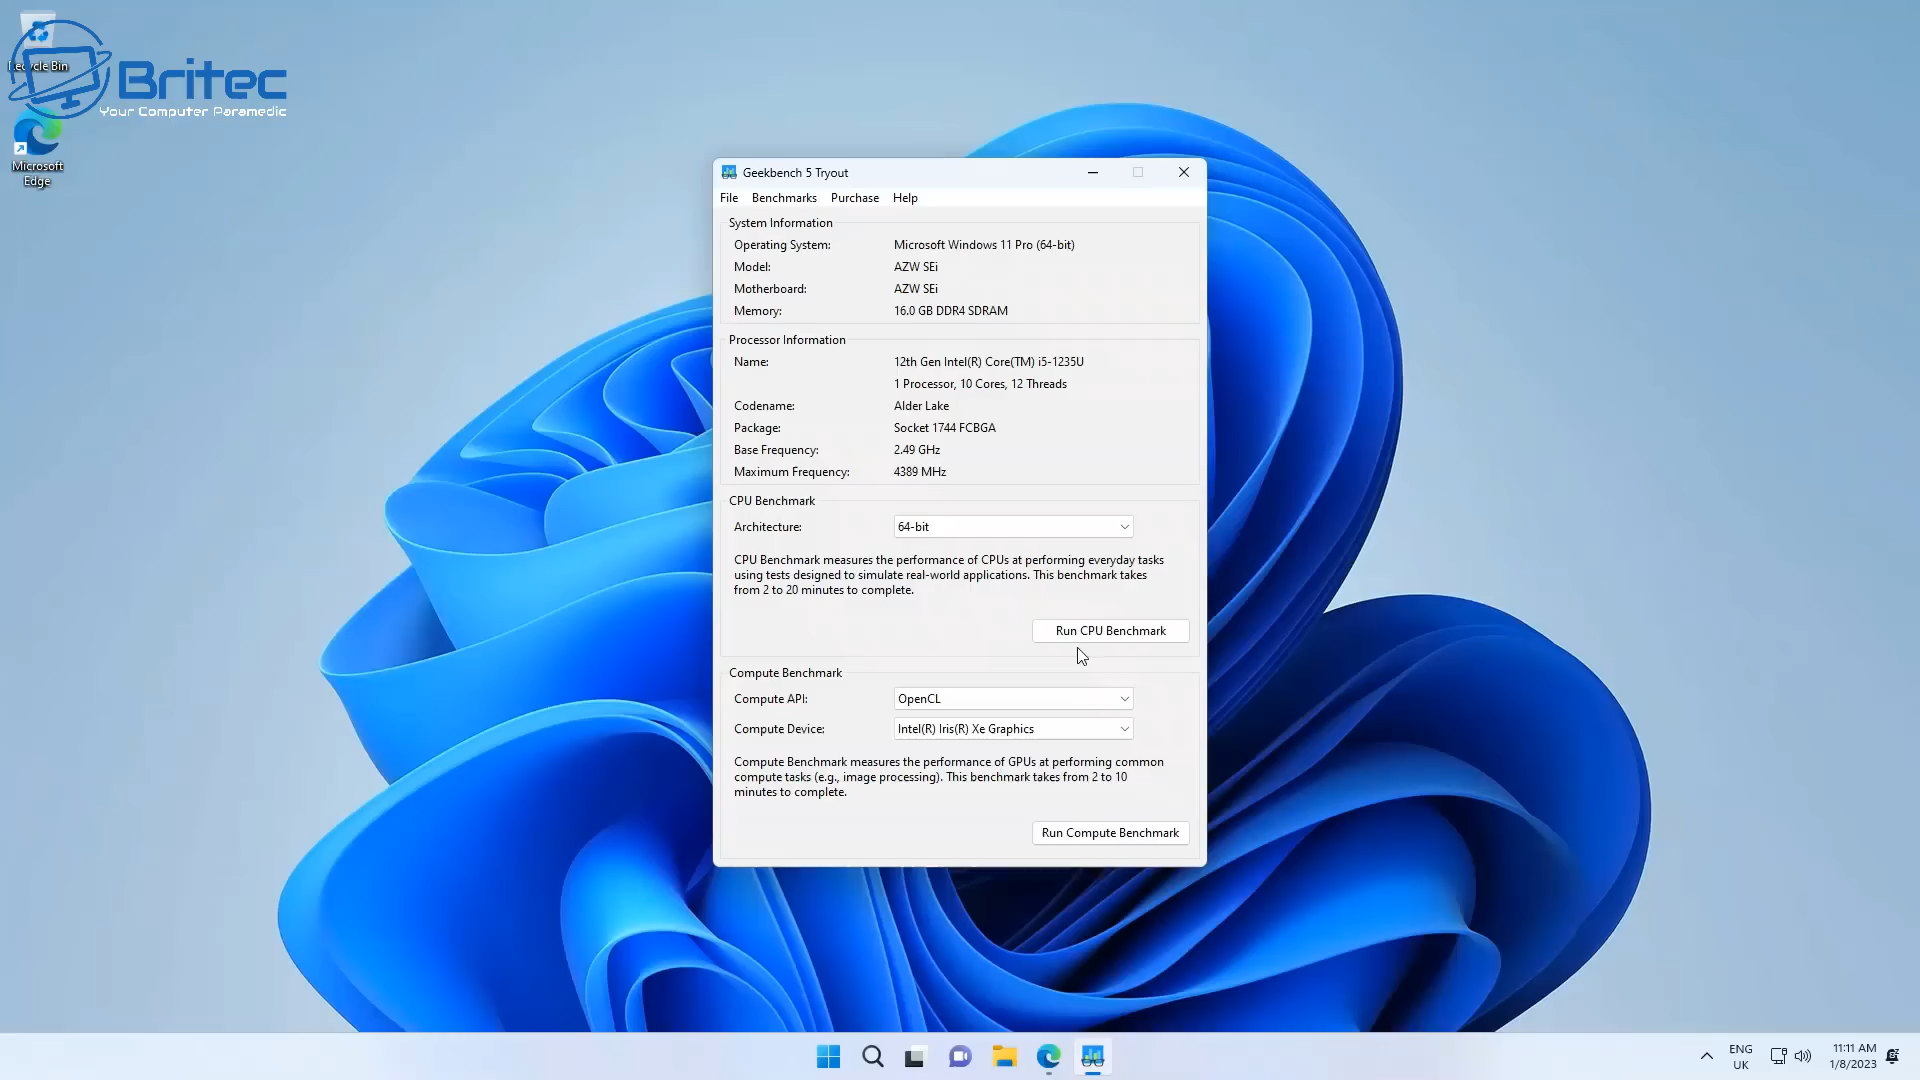 Recycle Bin
Britec
Your Computer Paramedic
Microsoft
Edge
Geekbench 5 Tryout
File Benchmarks Purchase Help
System Information
Operating System: Microsoft Windows 11 Pro (64-bit)
Model: AZW SEi
Motherboard: AZW SEi
Memory: 16.0 GB DDR4 SDRAM
Processor Information
Name: 12th Gen Intel(R) Core(TM) i5-1235U
1 Processor, 10 Cores, 12 Threads
Codename: Alder Lake
Package: Socket 1744 FCBGA
Base Frequency: 2.49 GHz
Maximum Frequency: 4389 MHz
CPU Benchmark
Architecture: 64-bit
CPU Benchmark measures the performance of CPUs at performing everyday tasks
using tests designed to simulate real-world applications. This benchmark takes
from 2 to 20 minutes to complete.
Run CPU Benchmark
Compute Benchmark
Compute API: OpenCL
Compute Device: Intel(R) Iris(R) Xe Graphics
Compute Benchmark measures the performance of GPUs at performing common
compute tasks (e.g., image processing). This benchmark takes from 2 to 10
minutes to complete.
Run Compute Benchmark
ENG
UK
11:11 AM
1/8/2023